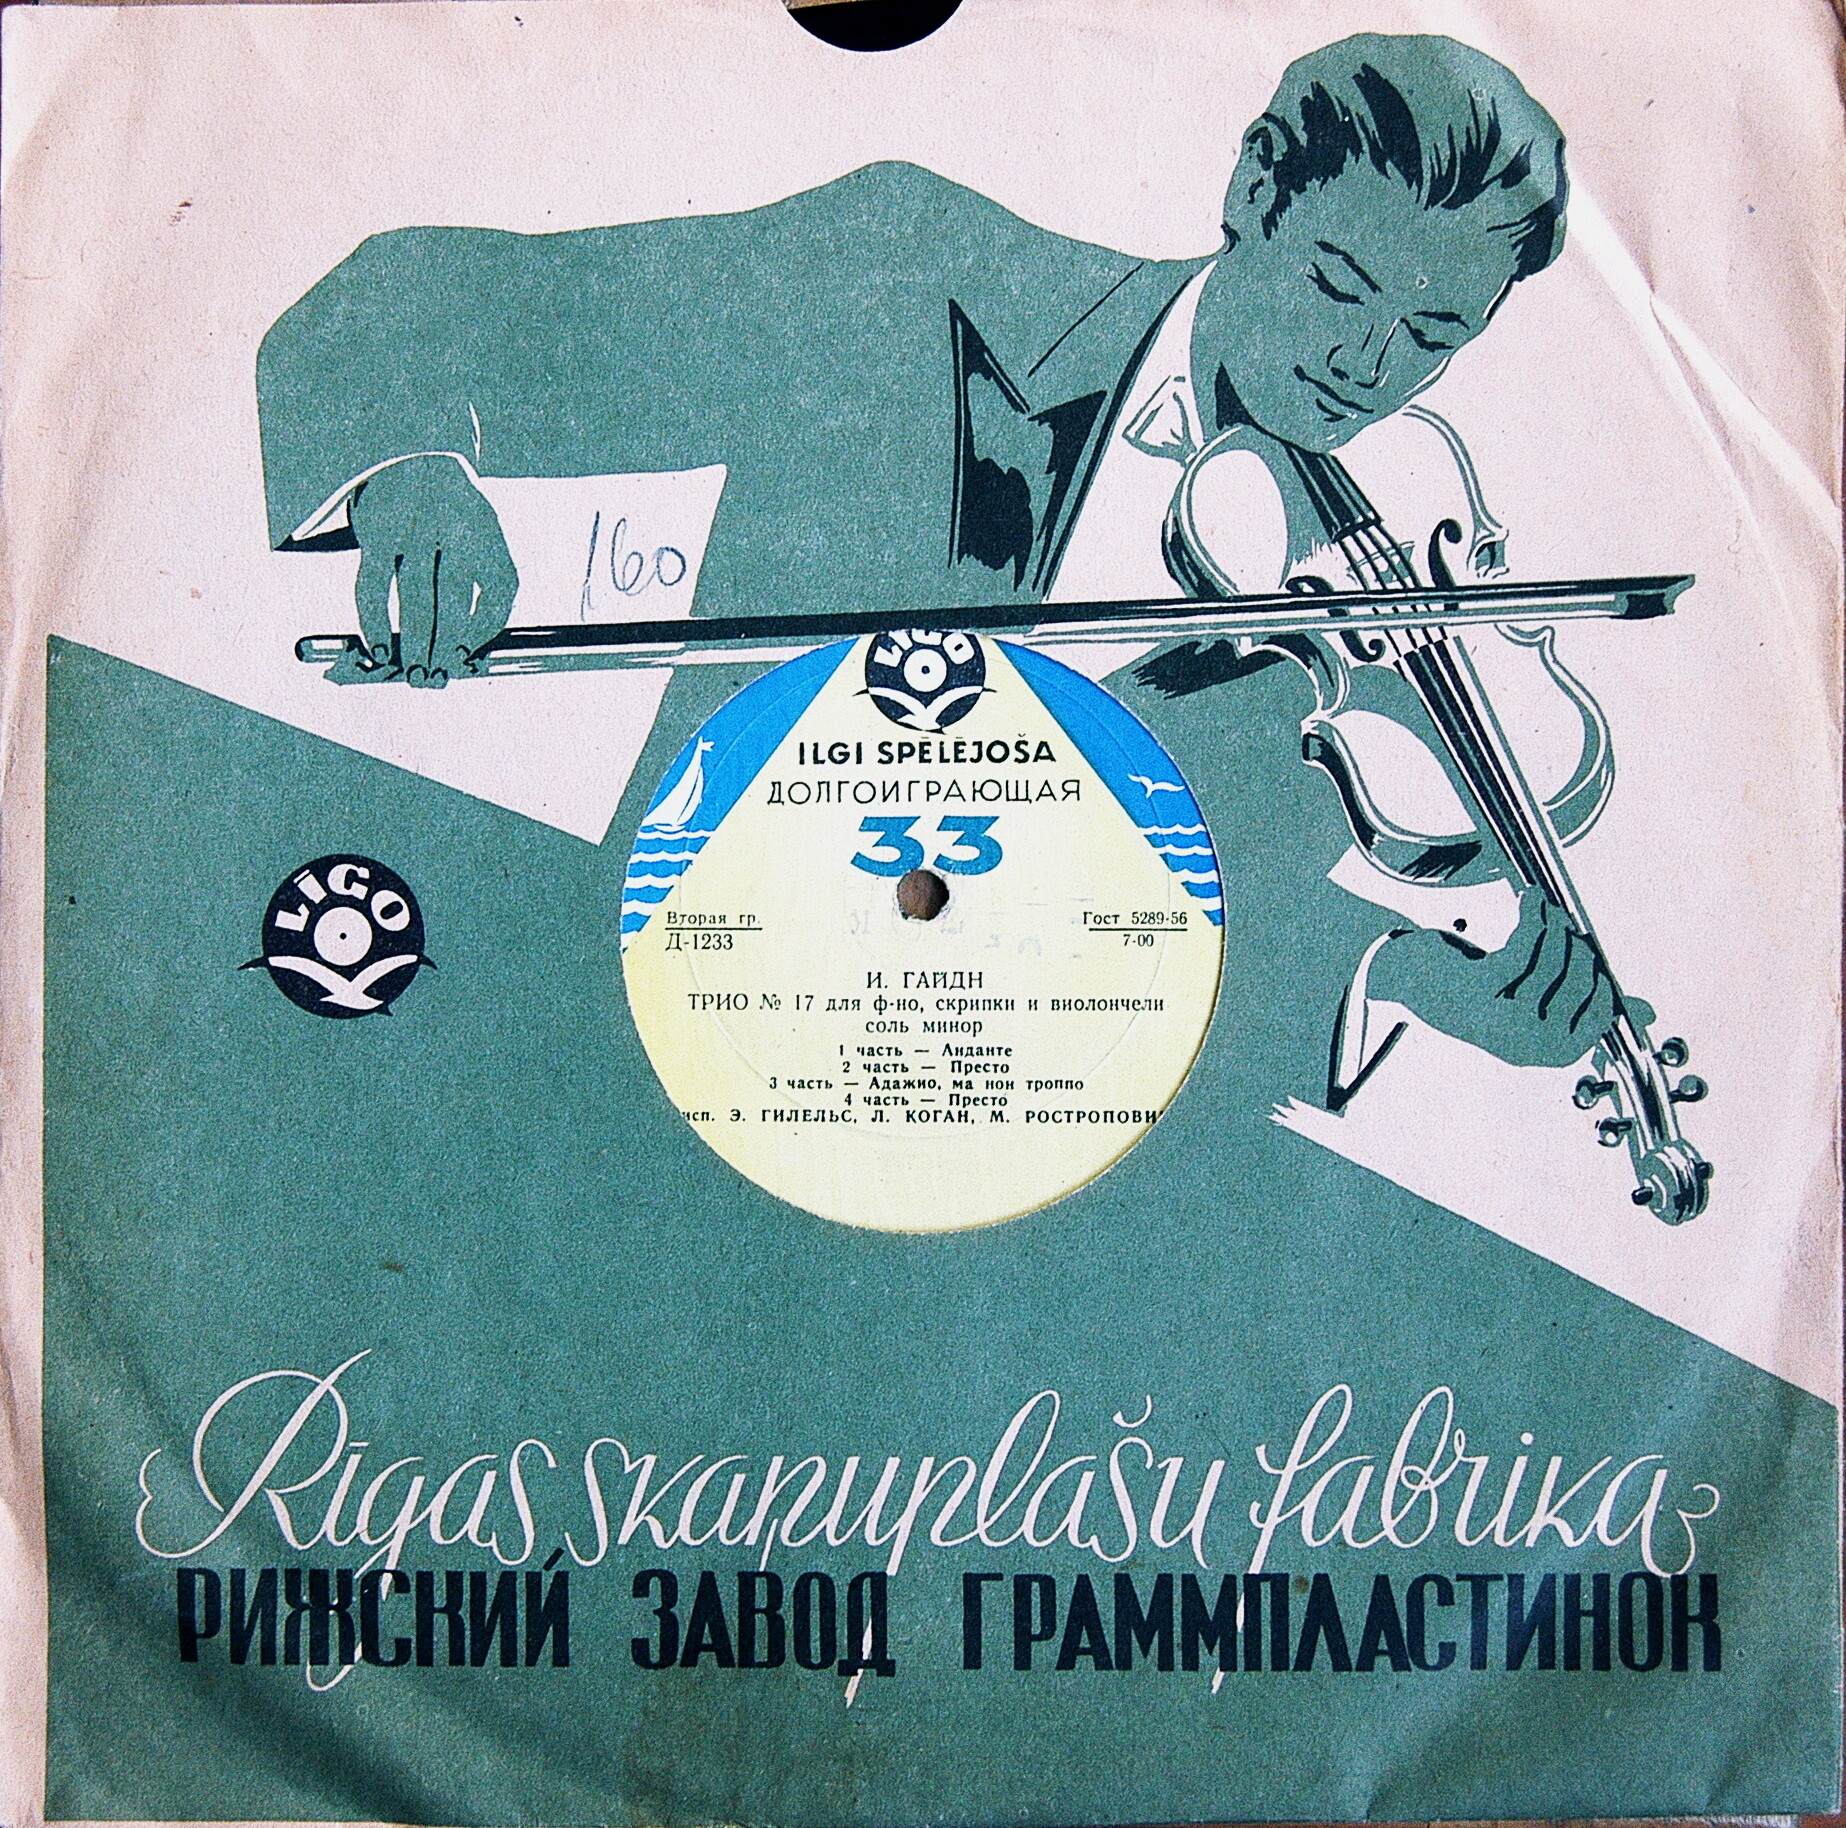 160
LĪGO
ILGI SPĒLĒJOŠA
ДОЛГОИГРАЮЩАЯ
33
Вторая гр.
Д-1233
Гост 5289-56
7-00
И. ГАЙДН
ТРИО № 17 для ф-но, скрипки и виолончели
соль минор
1 часть — Анданте
2 часть — Престо
3 часть — Адажио, ма нон троппо
4 часть — Престо
исп. Э. ГИЛЕЛЬС, Л. КОГАН, М. РОСТРОПОВИ
LĪGO
Rīgas skaņuplašu fabrika
РИЖСКИЙ ЗАВОД ГРАММПЛАСТИНОК